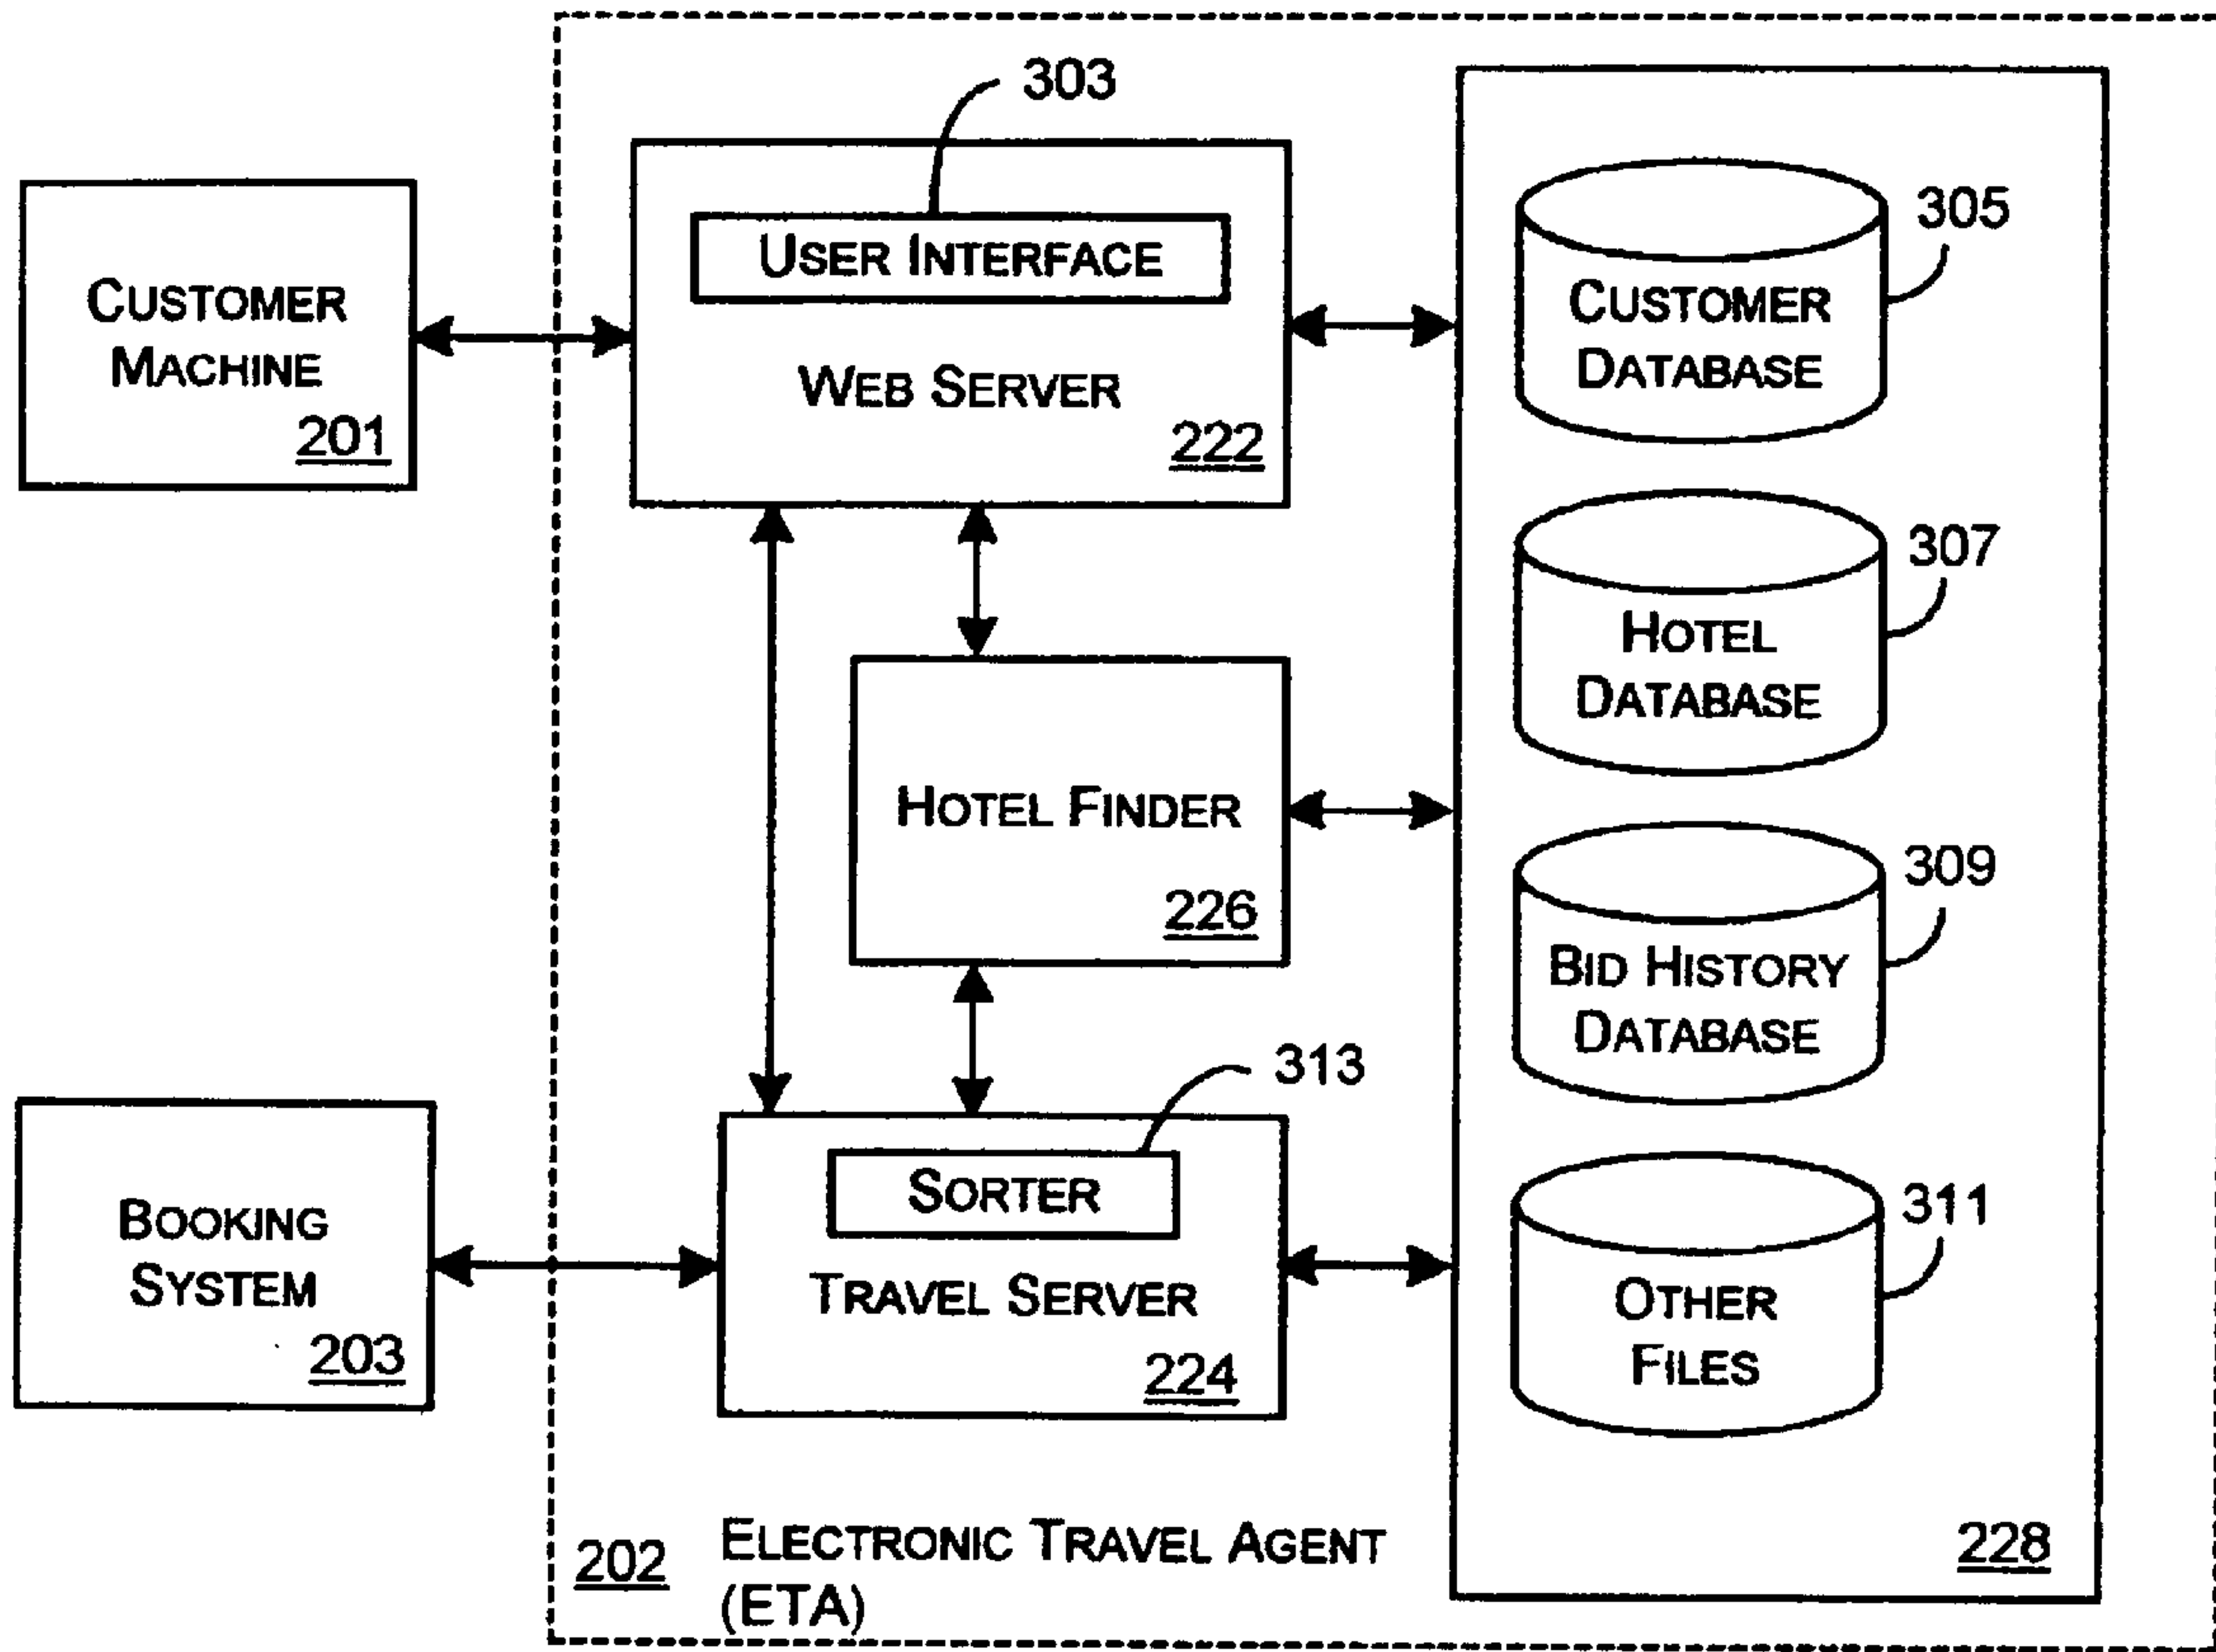 303
USER INTERFACE
WEB SERVER
222
CUSTOMER
MACHINE
201
CUSTOMER
DATABASE
305
HOTEL
DATABASE
307
HOTEL FINDER
226
BID HISTORY
DATABASE
309
313
SORTER
TRAVEL SERVER
224
BOOKING
SYSTEM
203
OTHER
FILES
311
228
202
ELECTRONIC TRAVEL AGENT
(ETA)